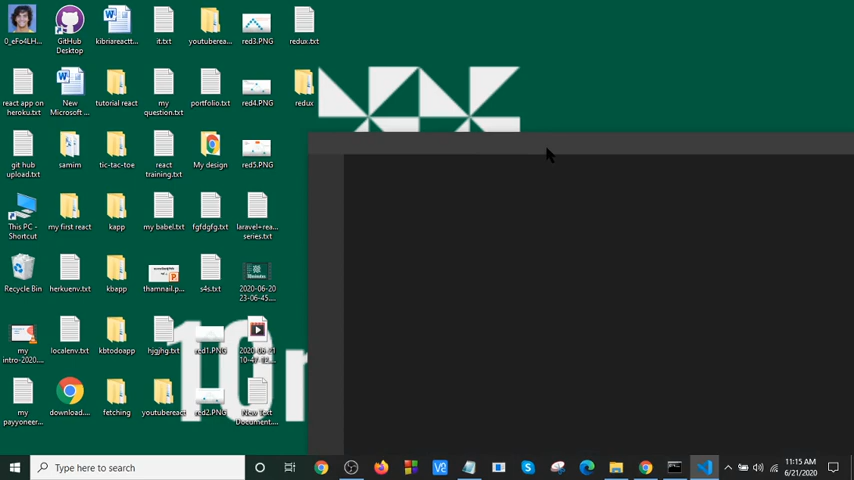 0_eFo4LH...
GitHub
Desktop
kibriareactt...
it.txt
youtuberea...
red3.PNG
redux.txt
react app on
heroku.txt
New
Microsoft ...
tutorial react
my
question.txt
portfolio.txt
red4.PNG
redux
git hub
upload.txt
samim
tic-tac-toe
react
training.txt
My design
red5.PNG
This PC -
Shortcut
my first react
kapp
my babel.txt
fgfdgfg.txt
laravel+rea...
series.txt
Recycle Bin
herkuenv.txt
kbapp
thamnail.p...
s4s.txt
2020-06-20
23-06-45....
my
intro-2020....
localenv.txt
kbtodoapp
hjgjhg.txt
red1.PNG
my
payyoneer...
download....
fetching
youtubereact
red2.PNG
New Text
Document....
Type here to search
11:15 AM
6/21/2020